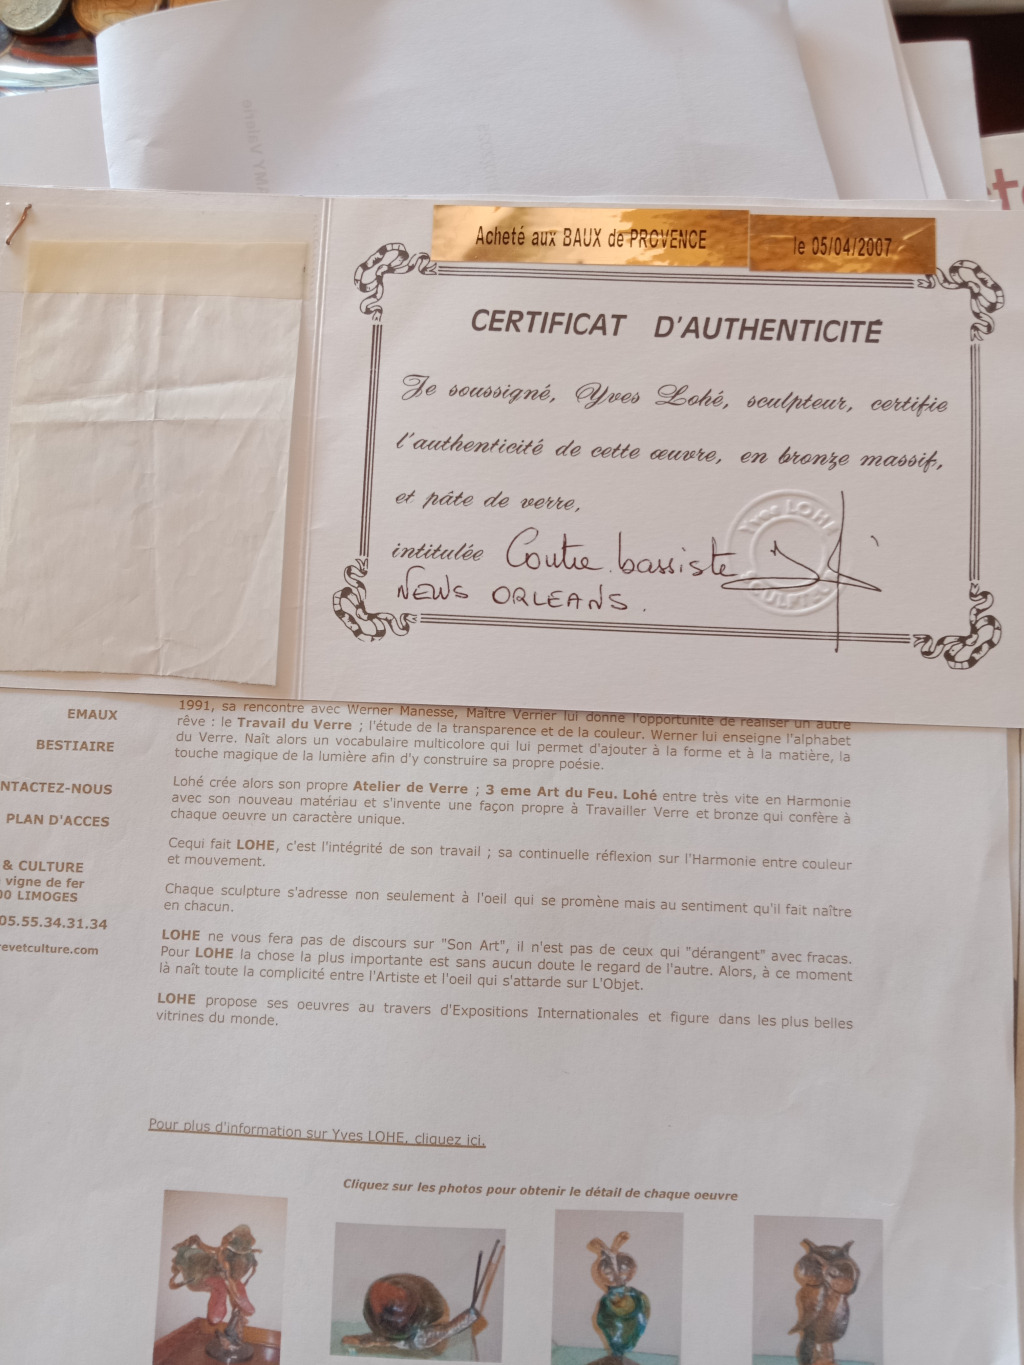 Acheté aux BAUX de PROVENCE
le 05/04/2007
CERTIFICAT D'AUTHENTICITÉ
Je soussigné, Yves Lohé, sculpteur, certifie
l'authenticité de cette œuvre, en bronze massif,
et pâte de verre,
intitulée Contre bassiste
NEWS ORLEANS.
Yves LOHE
SCULPTEUR
EMAUX
BESTIAIRE
NTACTEZ-NOUS
PLAN D'ACCES
& CULTURE
vigne de fer
00 LIMOGES
05.55.34.31.34
evetculture.com
1991, sa rencontre avec Werner Manesse, Maître Verrier lui donne l'opportunité de réaliser un autre
rêve : le Travail du Verre ; l'étude de la transparence et de la couleur. Werner lui enseigne l'alphabet
du Verre. Naît alors un vocabulaire multicolore qui lui permet d'ajouter à la forme et à la matière, la
touche magique de la lumière afin d'y construire sa propre poésie.
Lohé crée alors son propre Atelier de Verre ; 3 eme Art du Feu. Lohé entre très vite en Harmonie
avec son nouveau matériau et s'invente une façon propre à Travailler Verre et bronze qui confère à
chaque oeuvre un caractère unique.
Cequi fait LOHE, c'est l'intégrité de son travail ; sa continuelle réflexion sur l'Harmonie entre couleur
et mouvement.
Chaque sculpture s'adresse non seulement à l'oeil qui se promène mais au sentiment qu'il fait naître
en chacun.
LOHE ne vous fera pas de discours sur "Son Art", il n'est pas de ceux qui "dérangent" avec fracas.
Pour LOHE la chose la plus importante est sans aucun doute le regard de l'autre. Alors, à ce moment
là naît toute la complicité entre l'Artiste et l'oeil qui s'attarde sur L'Objet.
LOHE propose ses oeuvres au travers d'Expositions Internationales et figure dans les plus belles
vitrines du monde.
Pour plus d'information sur Yves LOHE, cliquez ici.
Cliquez sur les photos pour obtenir le détail de chaque oeuvre